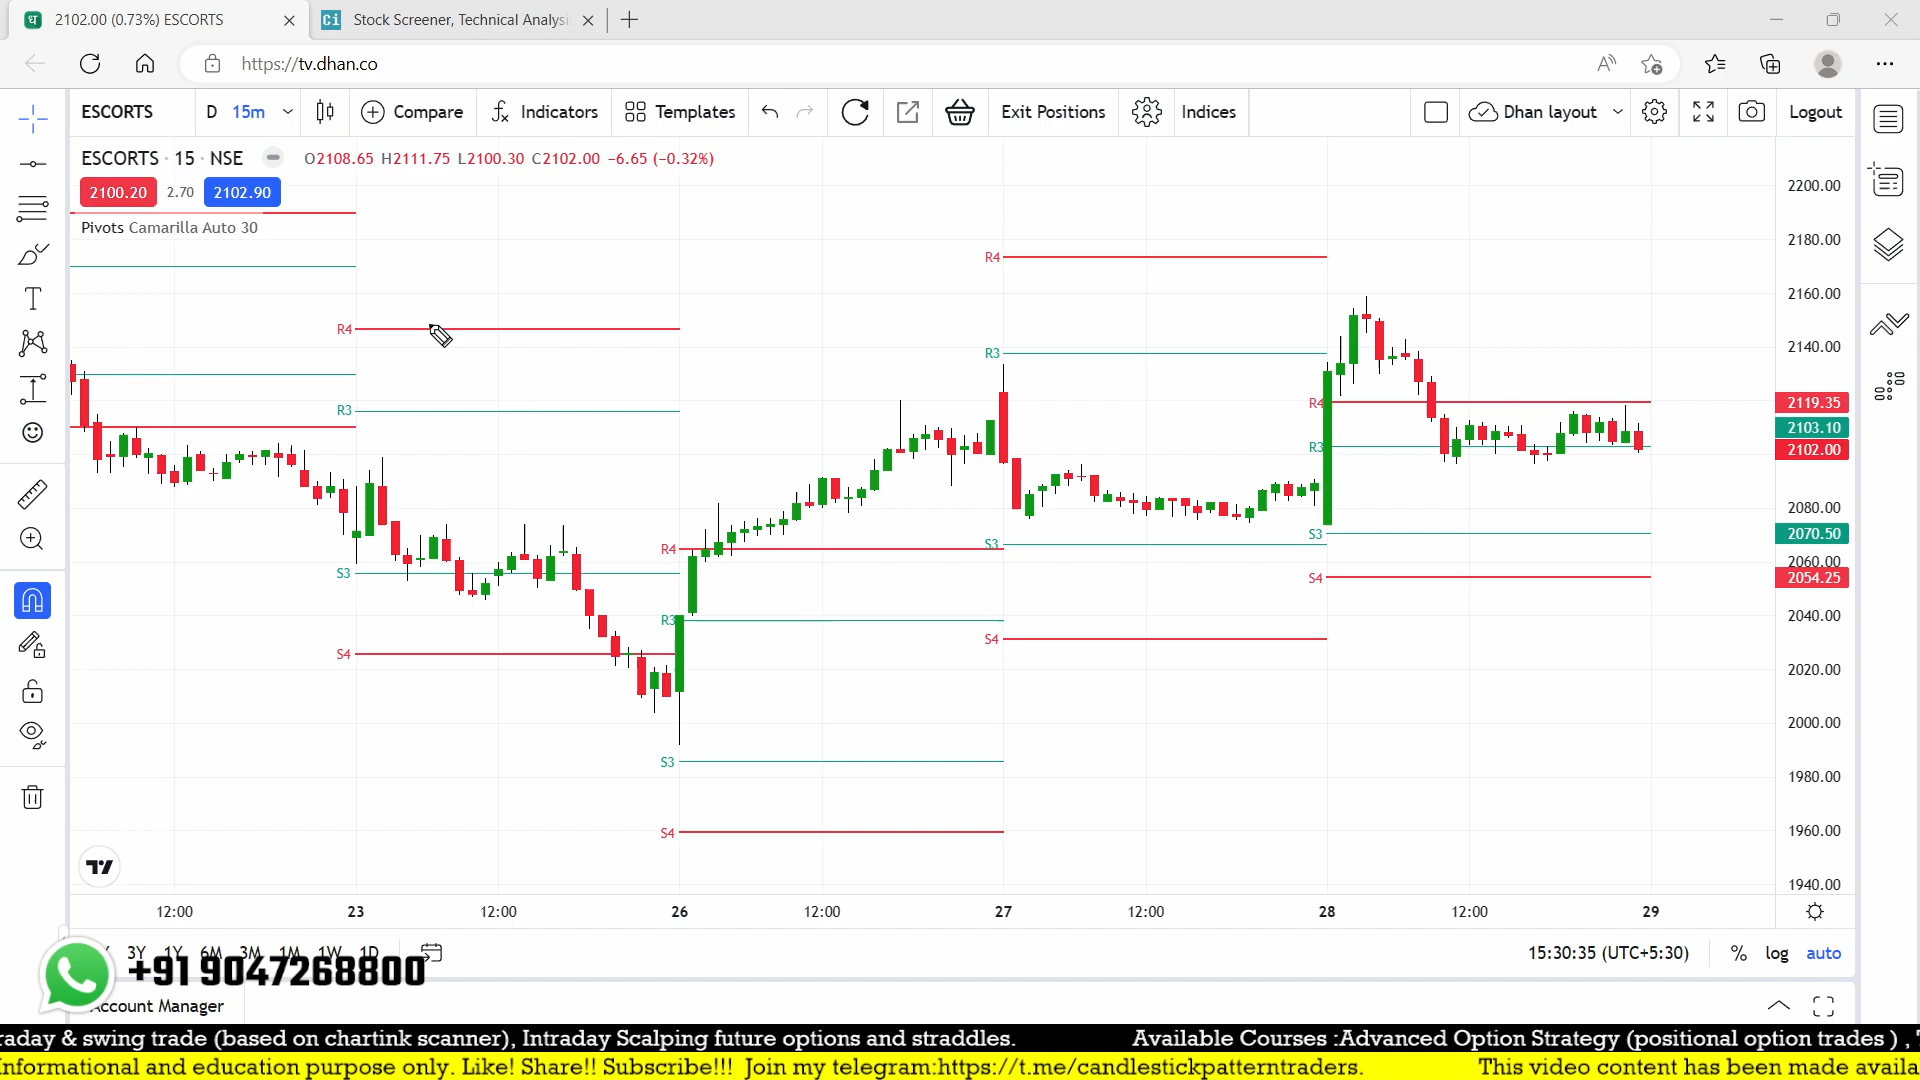 2102.00 (0.73%) ESCORTS
Stock Screener, Technical Analysis
https://tv.dhan.co
ESCORTS D 15m Compare Indicators Templates Exit Positions Indices Dhan layout Logout
ESCORTS · 15 · NSE O2108.65 H2111.75 L2100.30 C2102.00 −6.65 (−0.32%)
2100.20 2.70 2102.90
Pivots Camarilla Auto 30
R4
R3
S3
S4
R4
R3
S3
S4
R4
R3
S3
S4
R4
R3
S3
S4
2200.00
2180.00
2160.00
2140.00
2119.35
2103.10
2102.00
2080.00
2070.50
2060.00
2054.25
2040.00
2020.00
2000.00
1980.00
1960.00
1940.00
12:00 23 12:00 26 12:00 27 12:00 28 12:00 29
3Y 1Y 6M 3M 1M 1W 1D 15:30:35 (UTC+5:30) % log auto
+91 9047268800
Account Manager
raday & swing trade (based on chartink scanner), Intraday Scalping future options and straddles. Available Courses :Advanced Option Strategy (positional option trades ) ,
nformational and education purpose only. Like! Share!! Subscribe!!! Join my telegram:https://t.me/candlestickpatterntraders. This video content has been made availa